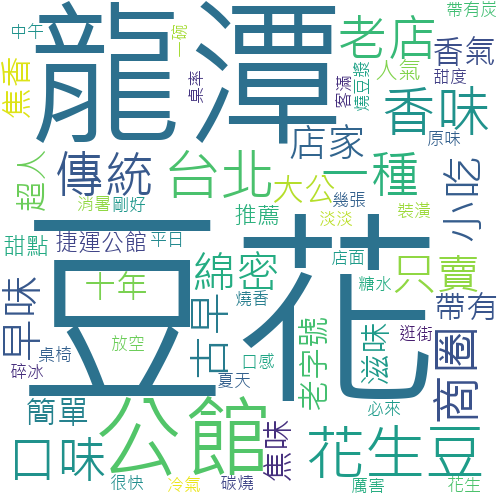 中午
一碗
帶有炭
龍潭
老店
香氣
焦香
桌率
客滿
燒豆漿
人氣
甜度
香味
店家
原味
傳統
台北
一種
超人
大公
小吃
消暑
剛好
幾張
裝潢
推薦
淡淡
甜點
捷運公館
平日
豆花
綿密
店面
只賣
十年
燒香
糖水
帶有
早味
古早
老字號
滋味
逛街
商圈
桌椅
放空
口感
碎冰
夏天
簡單
公館
必來
口味
焦味
花生豆
很快
冷氣
碳燒
厲害
花生